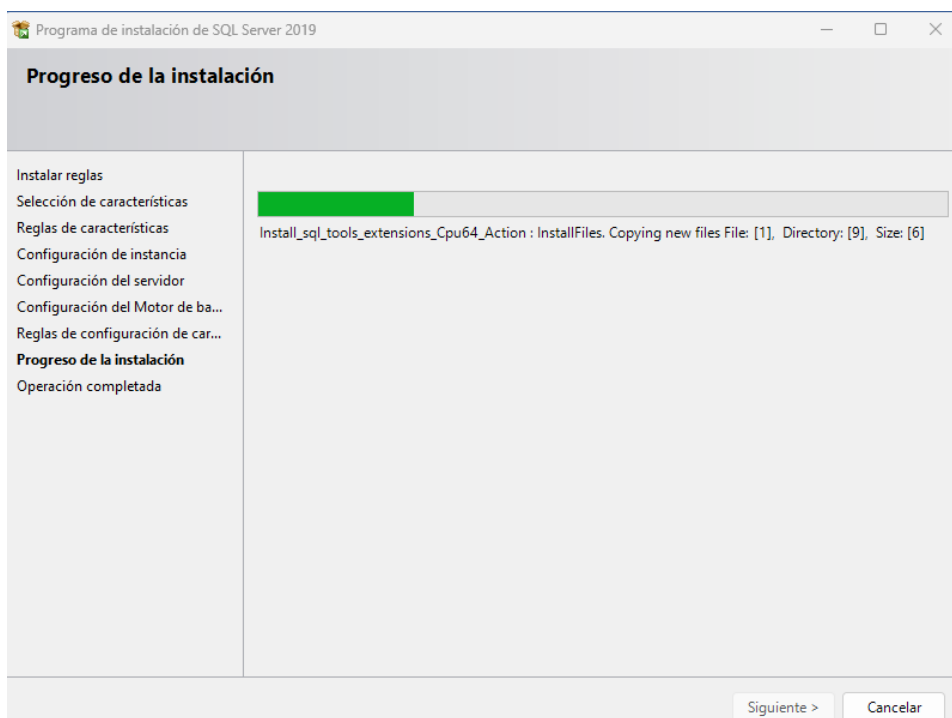 Programa de instalación de SQL Server 2019
Progreso de la instalación
Instalar reglas
Selección de características
Reglas de características
Configuración de instancia
Configuración del servidor
Configuración del Motor de ba...
Reglas de configuración de car...
Progreso de la instalación
Operación completada
Install_sql_tools_extensions_Cpu64_Action : InstallFiles. Copying new files File: [1], Directory: [9], Size: [6]
Siguiente >
Cancelar